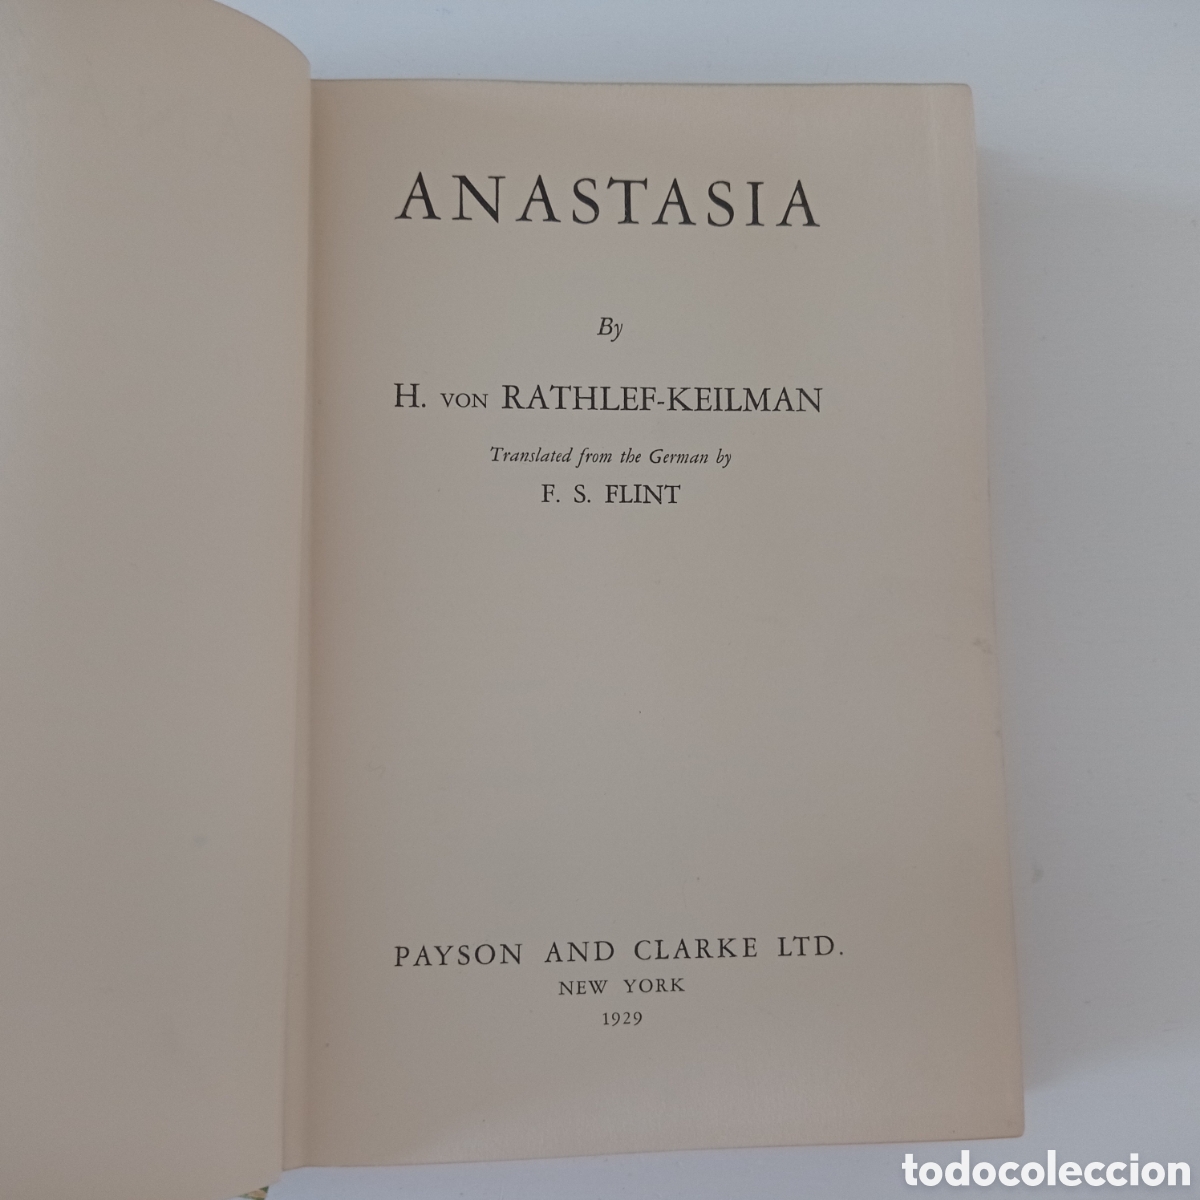 ANASTASIA
By
H. VON RATHLEF-KEILMAN
Translated from the German by
F. S. FLINT
PAYSON AND CLARKE LTD.
NEW YORK
1929
todocoleccion